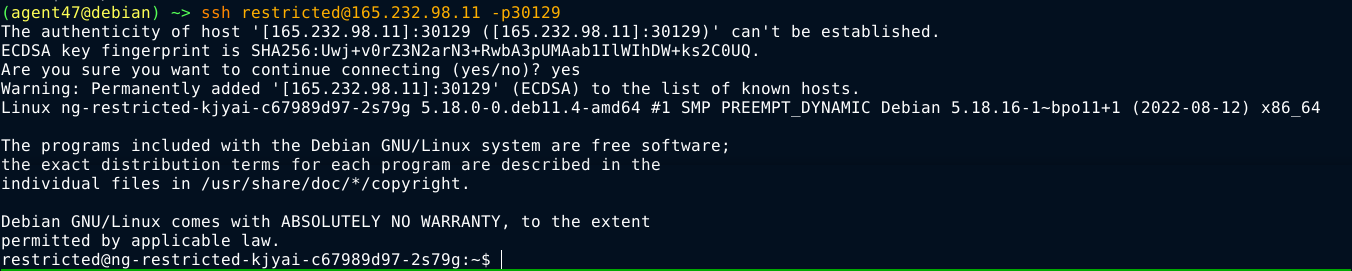 (agent47@debian) ~> ssh restricted@165.232.98.11 -p30129
The authenticity of host '[165.232.98.11]:30129 ([165.232.98.11]:30129)' can't be established.
ECDSA key fingerprint is SHA256:Uwj+v0rZ3N2arN3+RwbA3pUMAab1IlWIhDW+ks2C0UQ.
Are you sure you want to continue connecting (yes/no)? yes
Warning: Permanently added '[165.232.98.11]:30129' (ECDSA) to the list of known hosts.
Linux ng-restricted-kjyai-c67989d97-2s79g 5.18.0-0.deb11.4-amd64 #1 SMP PREEMPT_DYNAMIC Debian 5.18.16-1~bpo11+1 (2022-08-12) x86_64
The programs included with the Debian GNU/Linux system are free software;
the exact distribution terms for each program are described in the
individual files in /usr/share/doc/*/copyright.
Debian GNU/Linux comes with ABSOLUTELY NO WARRANTY, to the extent
permitted by applicable law.
restricted@ng-restricted-kjyai-c67989d97-2s79g:~$